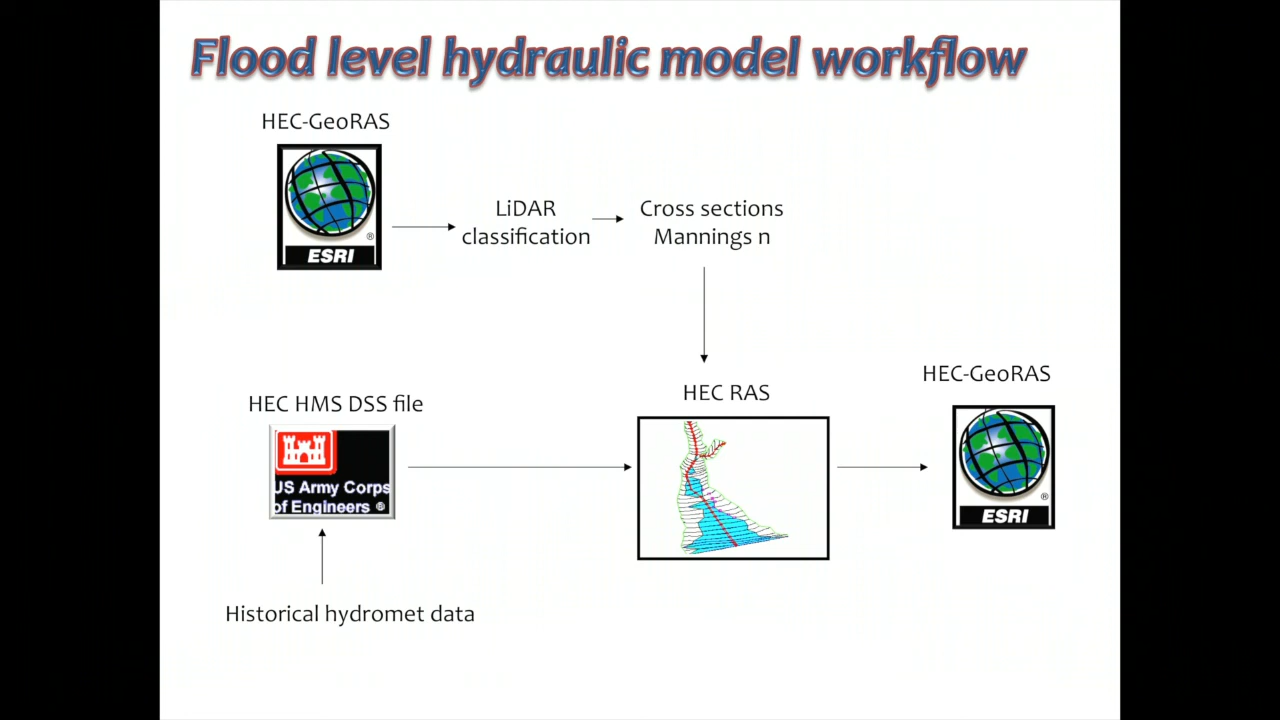 Flood level hydraulic model workflow
HEC-GeoRAS
ESRI
®
LiDAR
classification
Cross sections
Mannings n
HEC HMS DSS file
US Army Corps
of Engineers ®
Historical hydromet data
HEC RAS
HEC-GeoRAS
®
ESRI